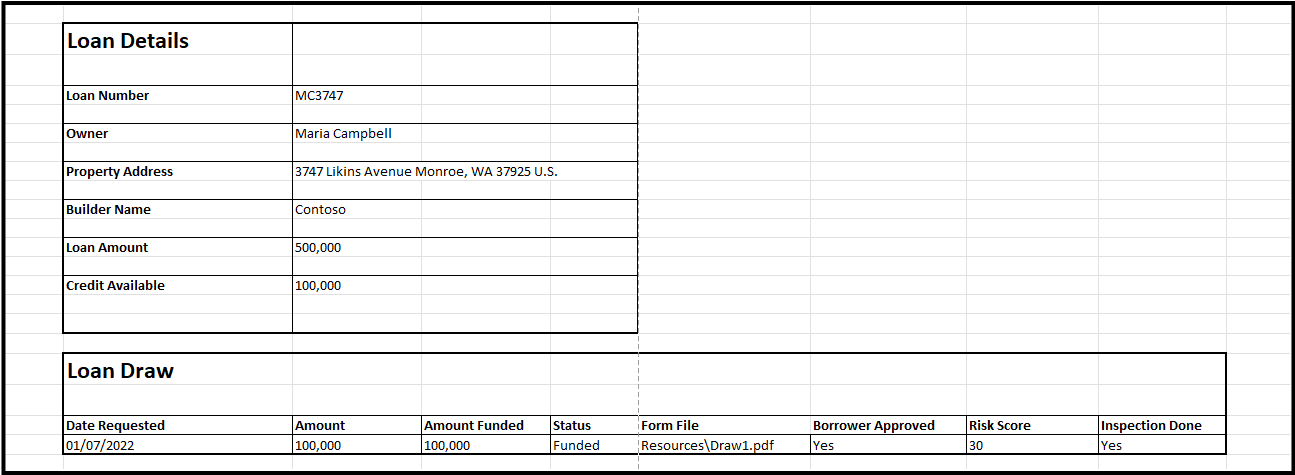 Loan Details
Loan Number MC3747
Owner Maria Campbell
Property Address 3747 Likins Avenue Monroe, WA 37925 U.S.
Builder Name Contoso
Loan Amount 500,000
Credit Available 100,000
Loan Draw
Date Requested Amount Amount Funded Status Form File Borrower Approved Risk Score Inspection Done
01/07/2022 100,000 100,000 Funded Resources\Draw1.pdf Yes 30 Yes